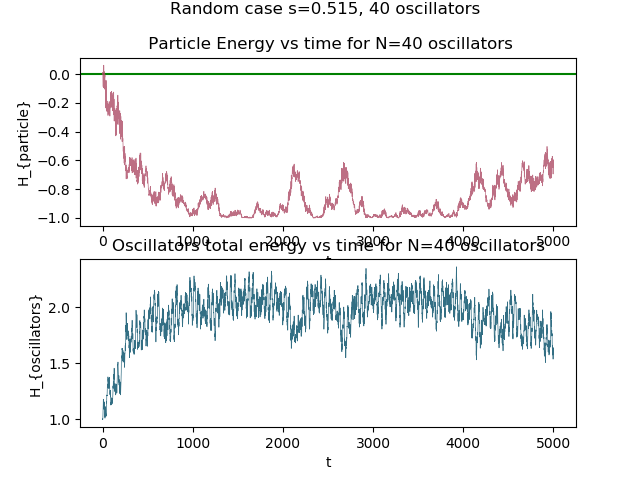 Random case s=0.515, 40 oscillators
Particle Energy vs time for N=40 oscillators
H_{particle}
0.0
−0.2
−0.4
−0.6
−0.8
−1.0
0 1000 2000 3000 4000 5000
Oscillators total energy vs time for N=40 oscillators
H_{oscillators}
2.0
1.5
1.0
0 1000 2000 3000 4000 5000
t